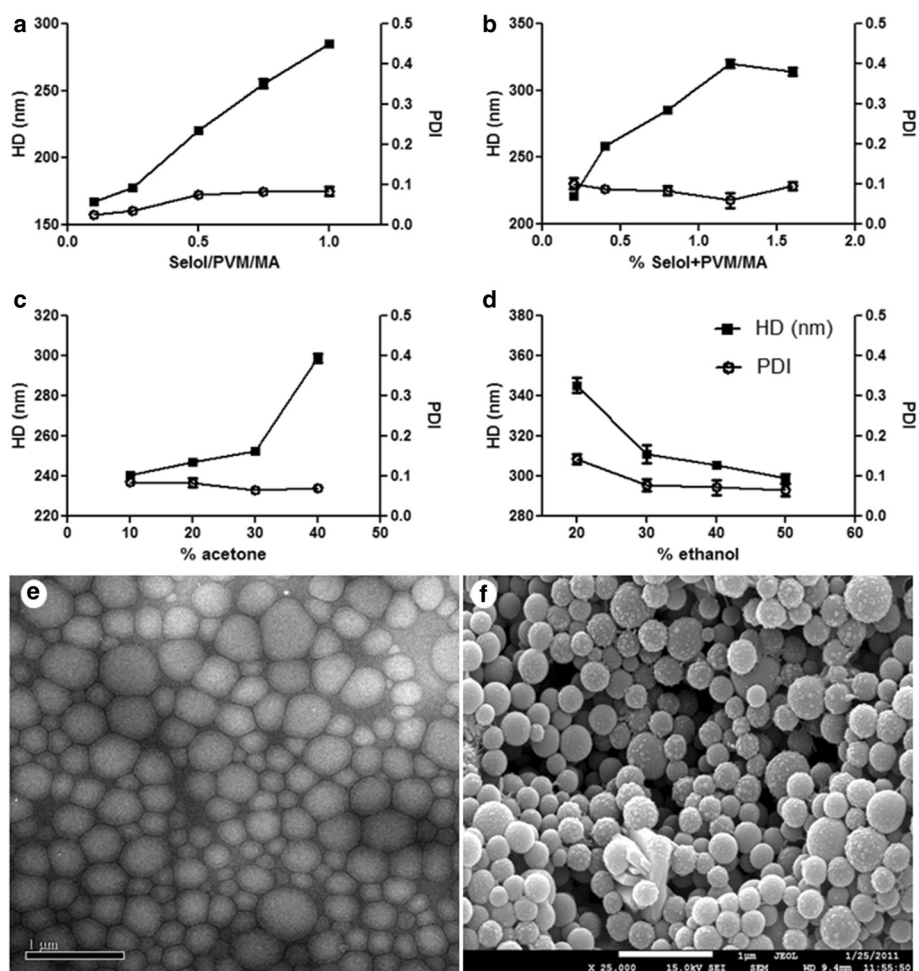 a
300
250
200
150
HD (nm)
0.5
0.4
0.3
0.2
0.1
0.0
PDI
0.0 0.5 1.0
Selol/PVM/MA
b
350
300
250
200
HD (nm)
0.5
0.4
0.3
0.2
0.1
0.0
PDI
0.0 0.5 1.0 1.5 2.0
% Selol+PVM/MA
c
320
300
280
260
240
220
HD (nm)
0.5
0.4
0.3
0.2
0.1
0.0
PDI
0 10 20 30 40 50
% acetone
d
380
360
340
320
300
280
HD (nm)
HD (nm)
PDI
0.5
0.4
0.3
0.2
0.1
0.0
PDI
20 30 40 50 60
% ethanol
e
1 µm
f
1µm JEOL 1/25/2011
X 25.000 15.0kV SEI SEM WD 9.4mm 11:55:50